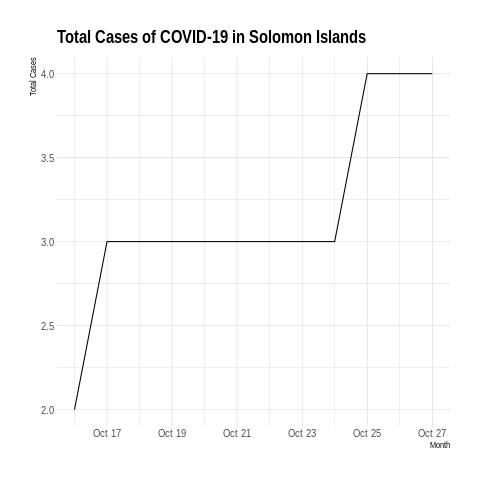 Total Cases of COVID-19 in Solomon Islands
Total Cases
4.0
3.5
3.0
2.5
2.0
Oct 17 Oct 19 Oct 21 Oct 23 Oct 25 Oct 27
Month